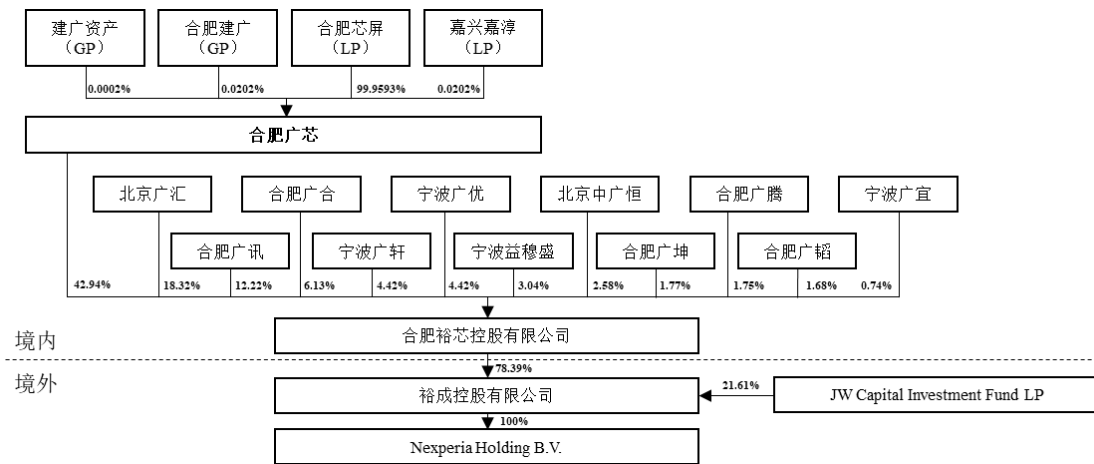 建广资产
（GP）
合肥建广
（GP）
合肥芯屏
（LP）
嘉兴嘉淳
（LP）
0.0002%
0.0202%
99.9593%
0.0202%
合肥广芯
北京广汇
合肥广合
宁波广优
北京中广恒
合肥广腾
宁波广宜
合肥广讯
宁波广轩
宁波益穆盛
合肥广坤
合肥广韬
42.94%
18.32%
12.22%
6.13%
4.42%
4.42%
3.04%
2.58%
1.77%
1.75%
1.68%
0.74%
合肥裕芯控股有限公司
境内
78.39%
境外
裕成控股有限公司
21.61%
JW Capital Investment Fund LP
100%
Nexperia Holding B.V.